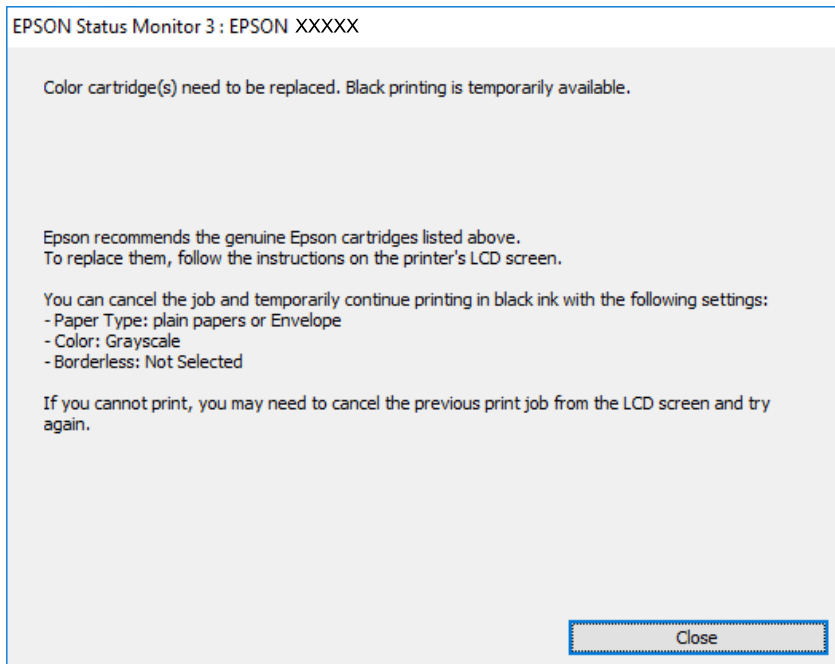 EPSON Status Monitor 3 : EPSON XXXXX
Color cartridge(s) need to be replaced. Black printing is temporarily available.
Epson recommends the genuine Epson cartridges listed above.
To replace them, follow the instructions on the printer's LCD screen.
You can cancel the job and temporarily continue printing in black ink with the following settings:
- Paper Type: plain papers or Envelope
- Color: Grayscale
- Borderless: Not Selected
If you cannot print, you may need to cancel the previous print job from the LCD screen and try
again.
Close